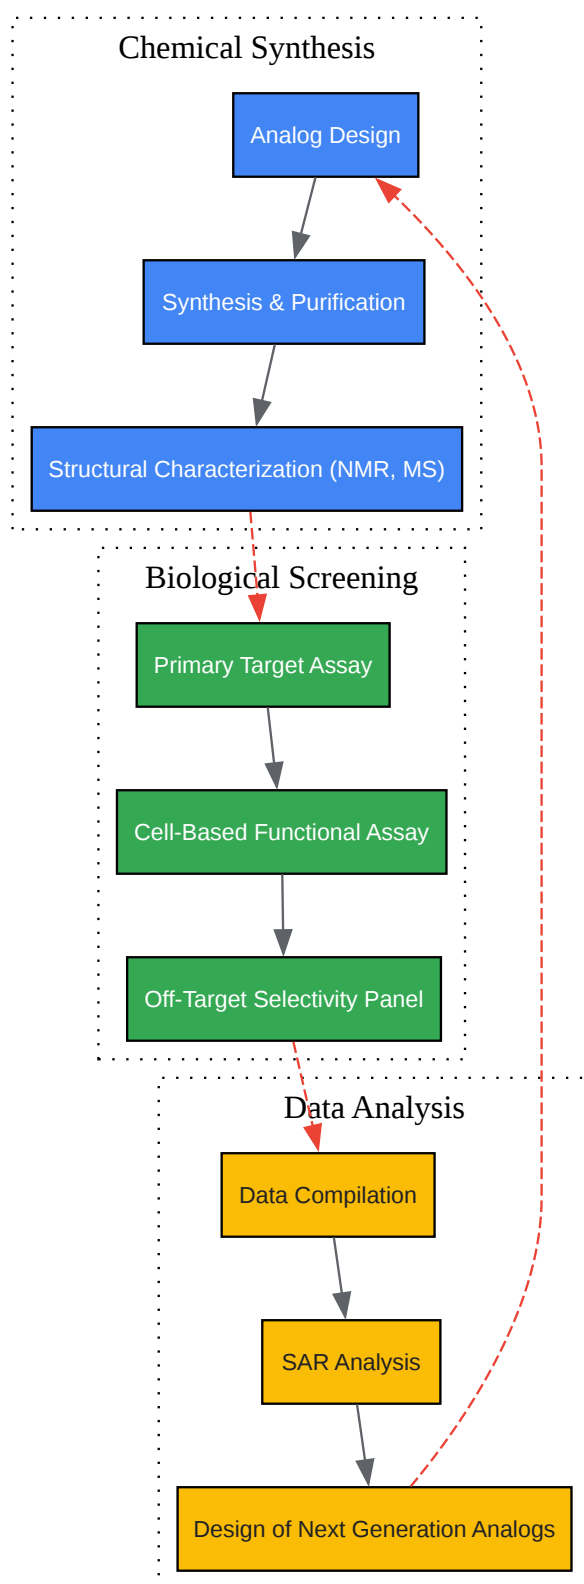 Chemical Synthesis
Analog Design
Synthesis & Purification
Structural Characterization (NMR, MS)
Biological Screening
Primary Target Assay
Cell-Based Functional Assay
Off-Target Selectivity Panel
Data Analysis
Data Compilation
SAR Analysis
Design of Next Generation Analogs